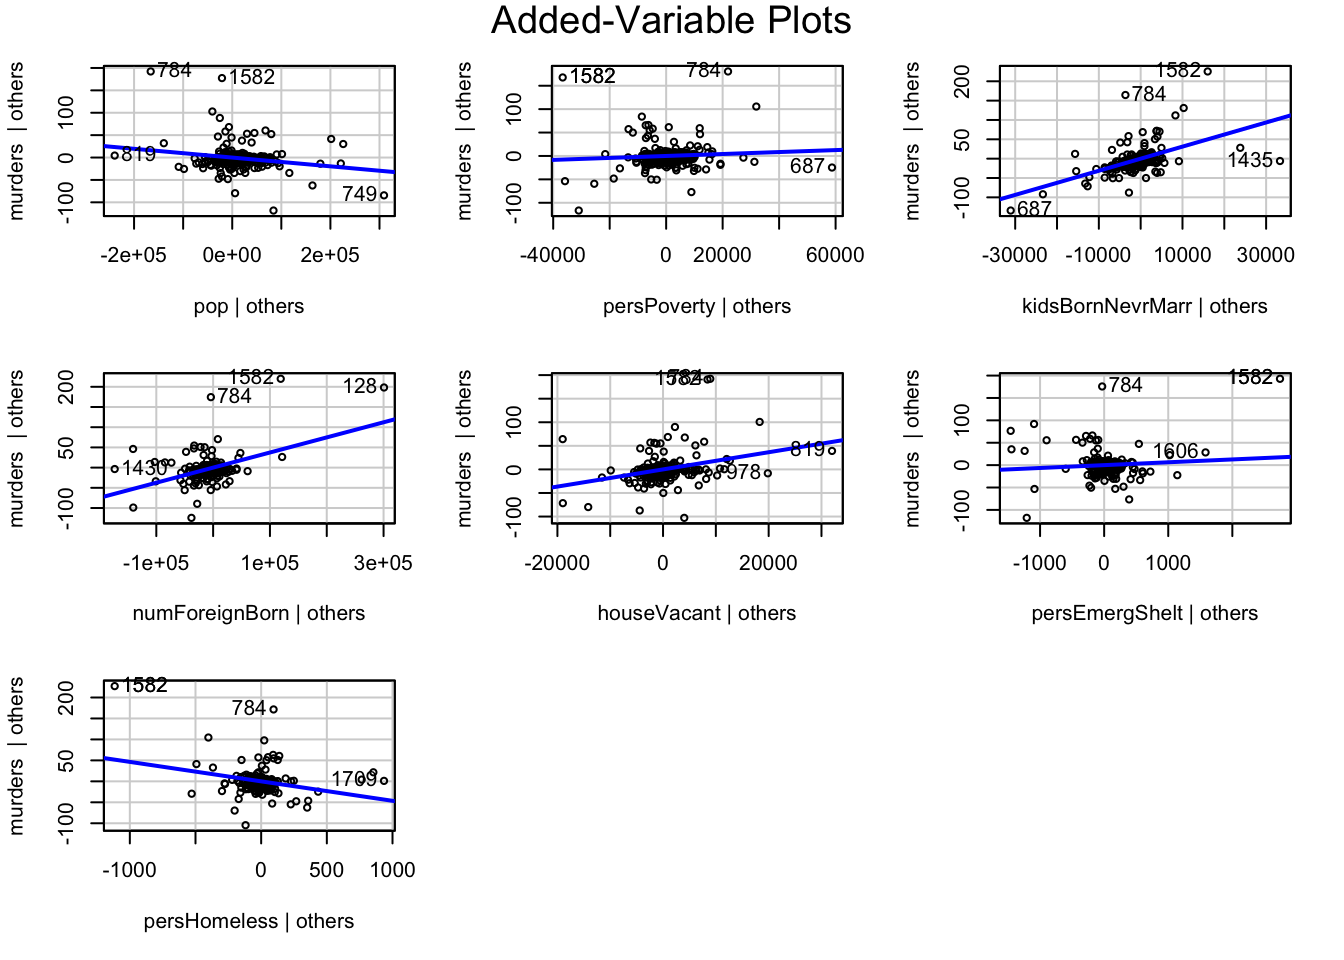 Added-Variable Plots
murders | others
100
0
-100
784
1582
819
749
-2e+05 0e+00 2e+05
pop | others
murders | others
100
0
-100
1582
784
687
-40000 0 20000 60000
persPoverty | others
murders | others
200
50
-100
1582
784
1435
687
-30000 -10000 10000 30000
kidsBornNevrMarr | others
murders | others
200
50
-100
1582
128
784
1430
-1e+05 1e+05 3e+05
numForeignBorn | others
murders | others
100
0
-100
819
978
-20000 0 20000
houseVacant | others
murders | others
100
0
-100
784
1582
1606
-1000 0 1000
persEmergShelt | others
murders | others
200
50
-100
1582
784
1709
-1000 0 500 1000
persHomeless | others